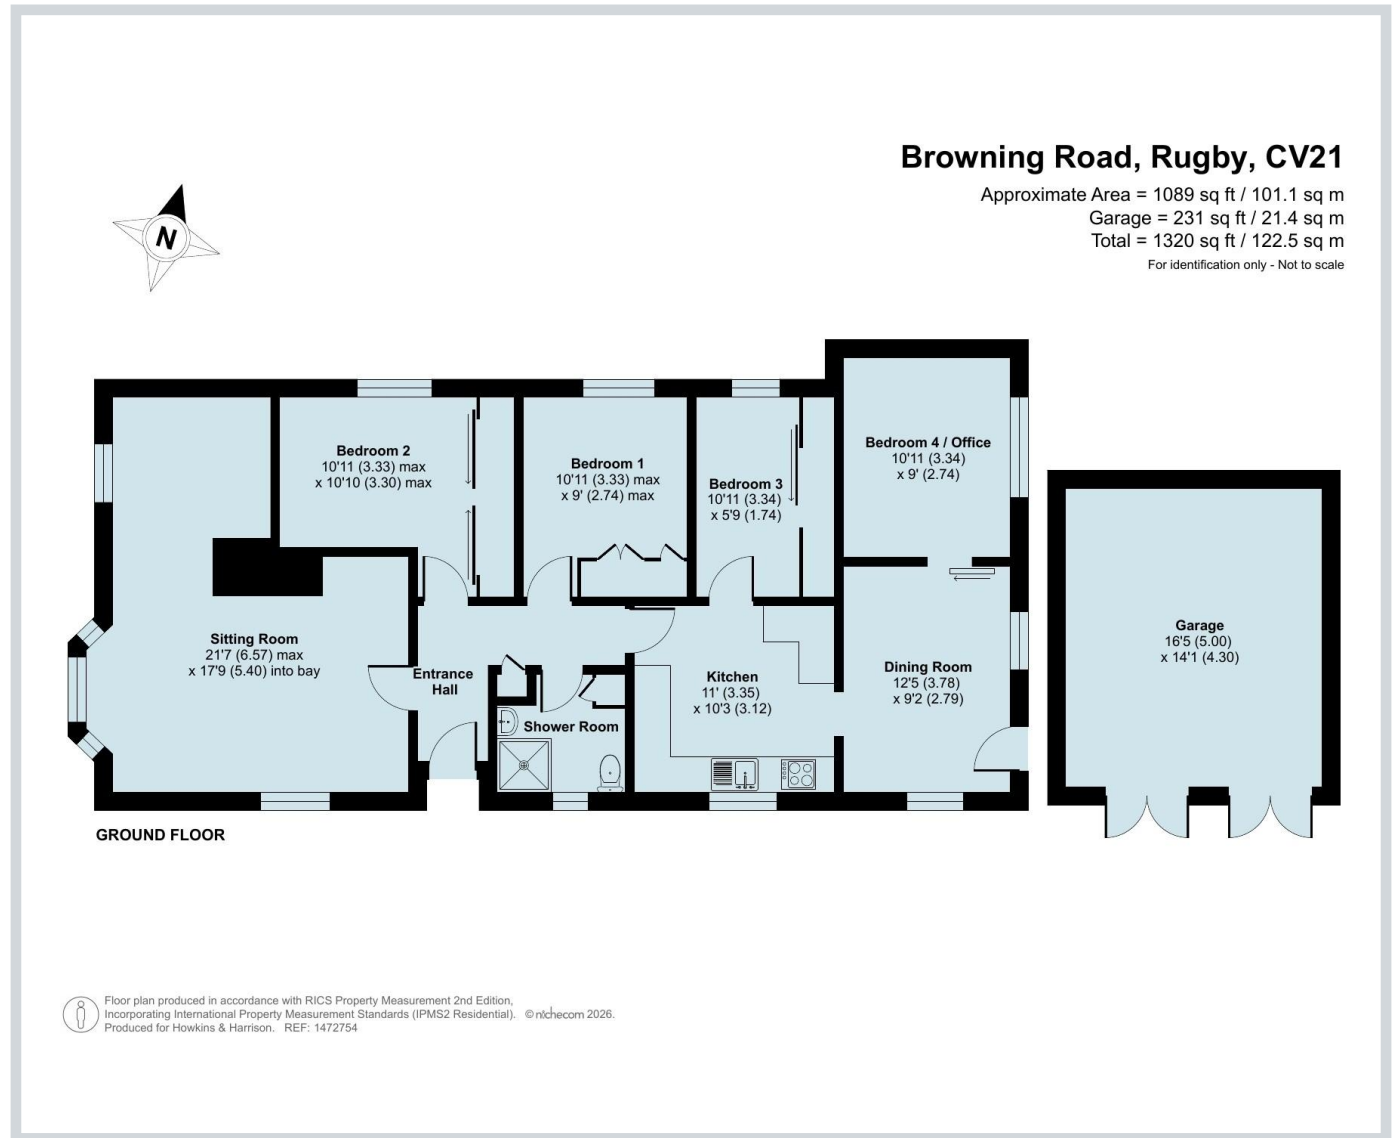 Browning Road, Rugby, CV21
Approximate Area = 1089 sq ft / 101.1 sq m
Garage = 231 sq ft / 21.4 sq m
Total = 1320 sq ft / 122.5 sq m
For identification only - Not to scale
N
Bedroom 2
10'11 (3.33) max
x 10'10 (3.30) max
Bedroom 1
10'11 (3.33) max
x 9' (2.74) max
Bedroom 3
10'11 (3.34)
x 5'9 (1.74)
Bedroom 4 / Office
10'11 (3.34)
x 9' (2.74)
Sitting Room
21'7 (6.57) max
x 17'9 (5.40) into bay
Entrance
Hall
Shower Room
Kitchen
11' (3.35)
x 10'3 (3.12)
Dining Room
12'5 (3.78)
x 9'2 (2.79)
Garage
16'5 (5.00)
x 14'1 (4.30)
GROUND FLOOR
Floor plan produced in accordance with RICS Property Measurement 2nd Edition,
Incorporating International Property Measurement Standards (IPMS2 Residential). © nichecom 2026.
Produced for Howkins & Harrison. REF: 1472754